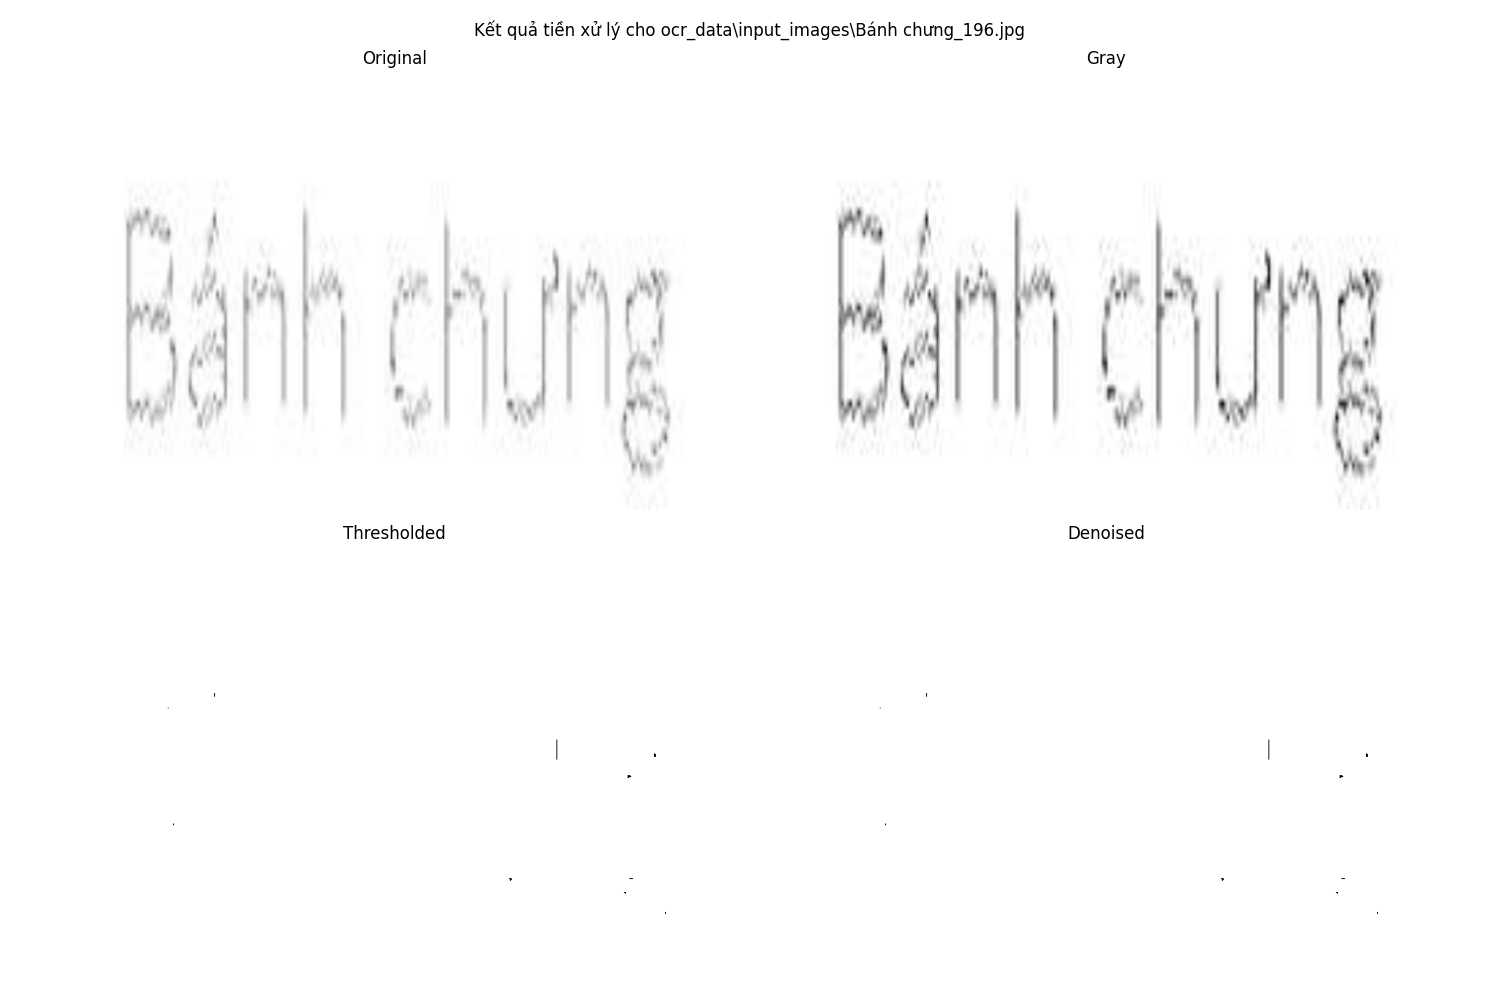 Kết quả tiền xử lý cho ocr_data\input_images\Bánh chưng_196.jpg
Original
Gray
Bánh chưng
Bánh chưng
Thresholded
Denoised